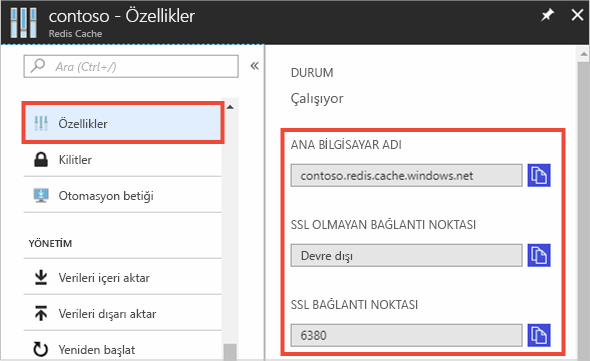 contoso - Özellikler
Redis Cache
Ara (Ctrl+/)
Özellikler
Kilitler
Otomasyon betiği
YÖNETİM
Verileri içeri aktar
Verileri dışarı aktar
Yeniden başlat
DURUM
Çalışıyor
ANA BİLGİSAYAR ADI
contoso.redis.cache.windows.net
SSL OLMAYAN BAĞLANTI NOKTASI
Devre dışı
SSL BAĞLANTI NOKTASI
6380